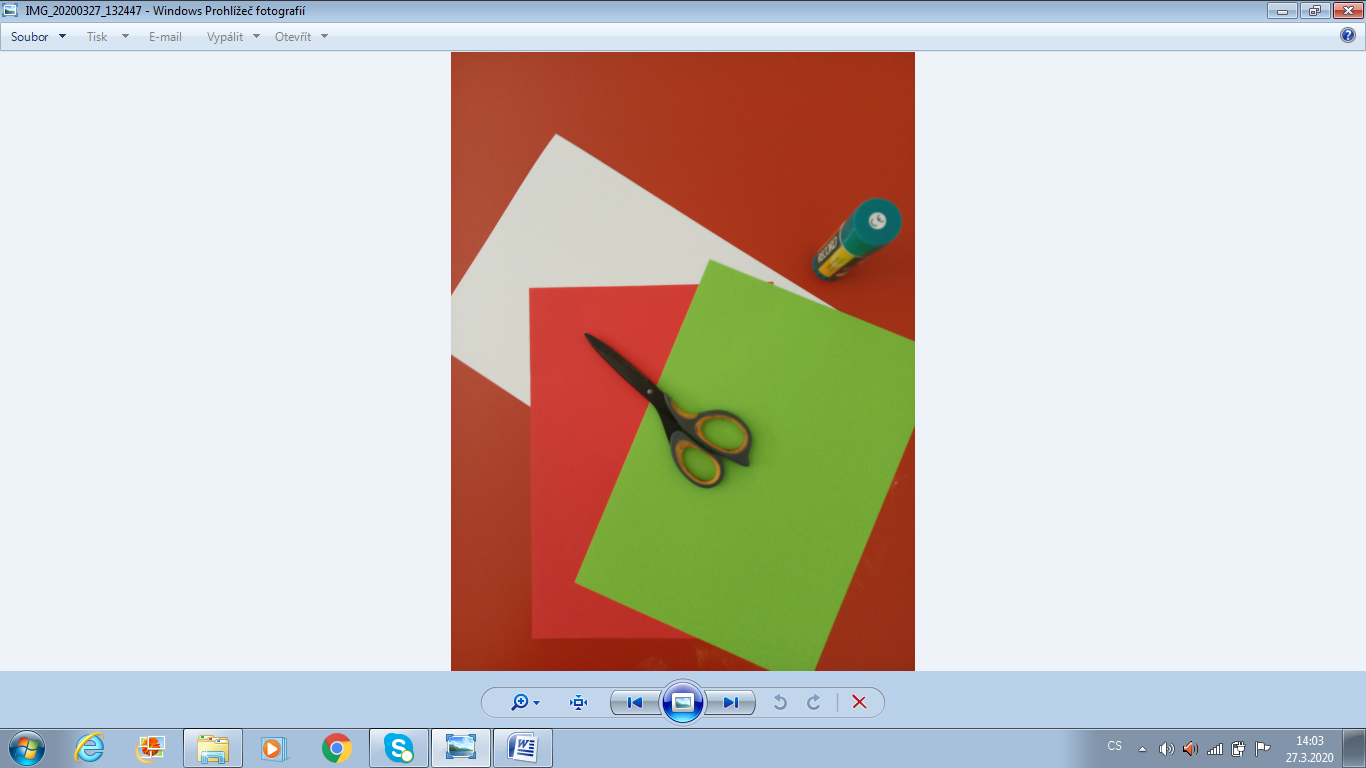 IMG_20200327_132447 - Windows Prohlížeč fotografií
Soubor Tisk E-mail Vypálit Otevřít
CS
14:03
27.3.2020